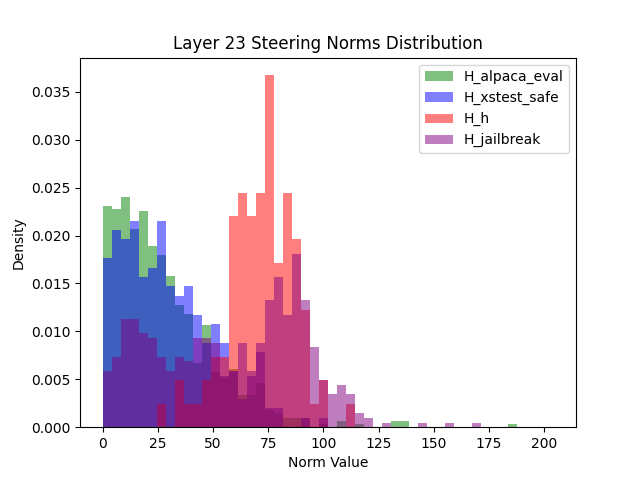 Layer 23 Steering Norms Distribution
H_alpaca_eval
H_xstest_safe
H_h
H_jailbreak
Density
0.035
0.030
0.025
0.020
0.015
0.010
0.005
0.000
0 25 50 75 100 125 150 175 200
Norm Value